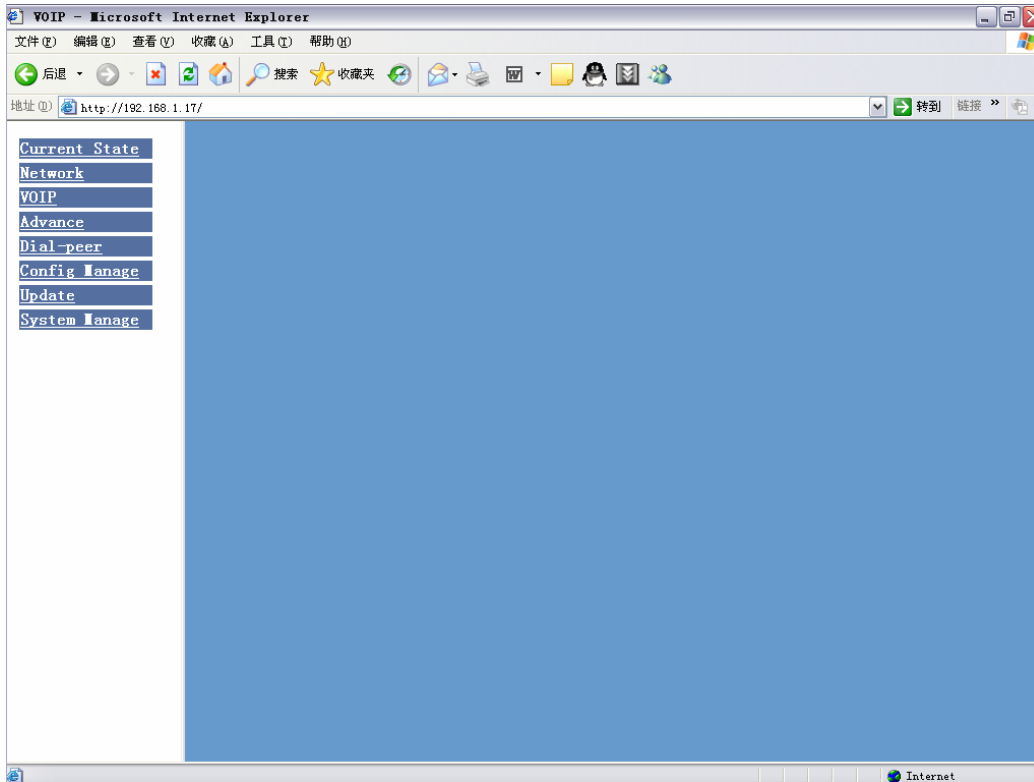 VOIP - Microsoft Internet Explorer
文件(F) 编辑(E) 查看(V) 收藏(A) 工具(T) 帮助(H)
后退 搜索 收藏夹
地址(D) http://192.168.1.17/ 转到 链接 »
Current State
Network
VOIP
Advance
Dial-peer
Config Manage
Update
System Manage
Internet